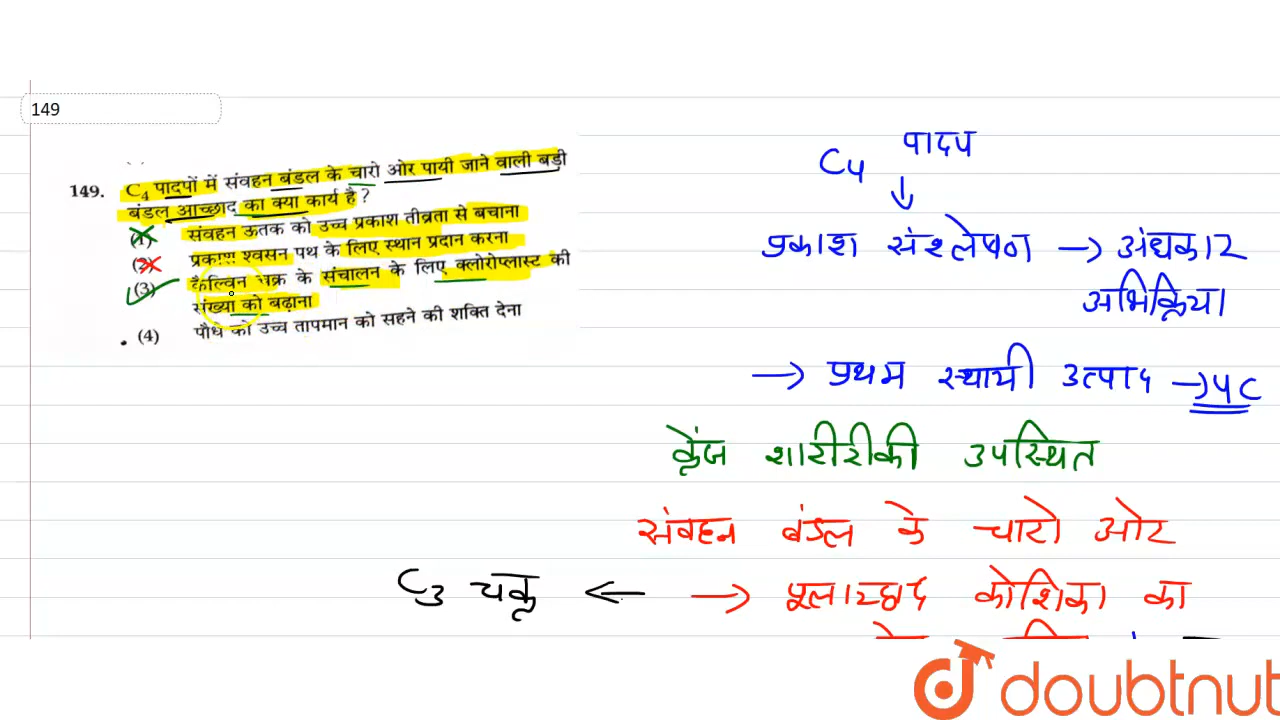 149
149. C4 पादपों में संवहन बंडल के चारो ओर पायी जाने वाली बड़ी
बंडल आच्छाद का क्या कार्य है ?
(1) संवहन ऊतक को उच्च प्रकाश तीव्रता से बचाना
(2) प्रकाश श्वसन पथ के लिए स्थान प्रदान करना
(3) कैल्विन चक्र के संचालन के लिए क्लोरोप्लास्ट की
संख्या को बढ़ाना
(4) पौधे को उच्च तापमान को सहने की शक्ति देना
C4 पादप
↓
प्रकाश संश्लेषण → अंधकार
अभिक्रिया
→ प्रथम स्थायी उत्पाद → 4C
क्रेंज शारीरीकी उपस्थित
संवहन बंडल के चारो ओर
C3 चक्र ← → पूलाच्छाद कोशिका का
doubtnut